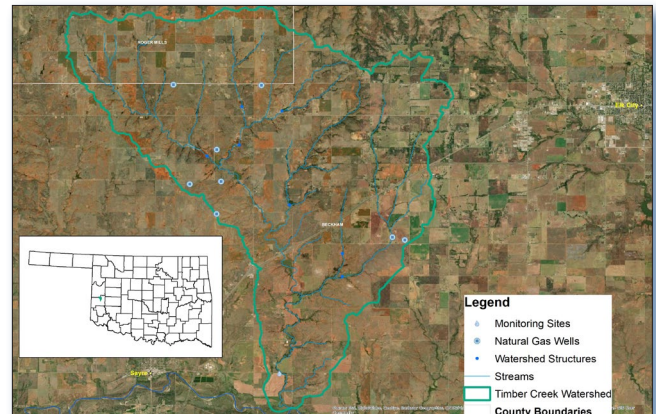 ROGER MILLS
Elk City
BECKHAM
Sayre
Legend
Monitoring Sites
Natural Gas Wells
Watershed Structures
Streams
Timber Creek Watershed
County Boundaries